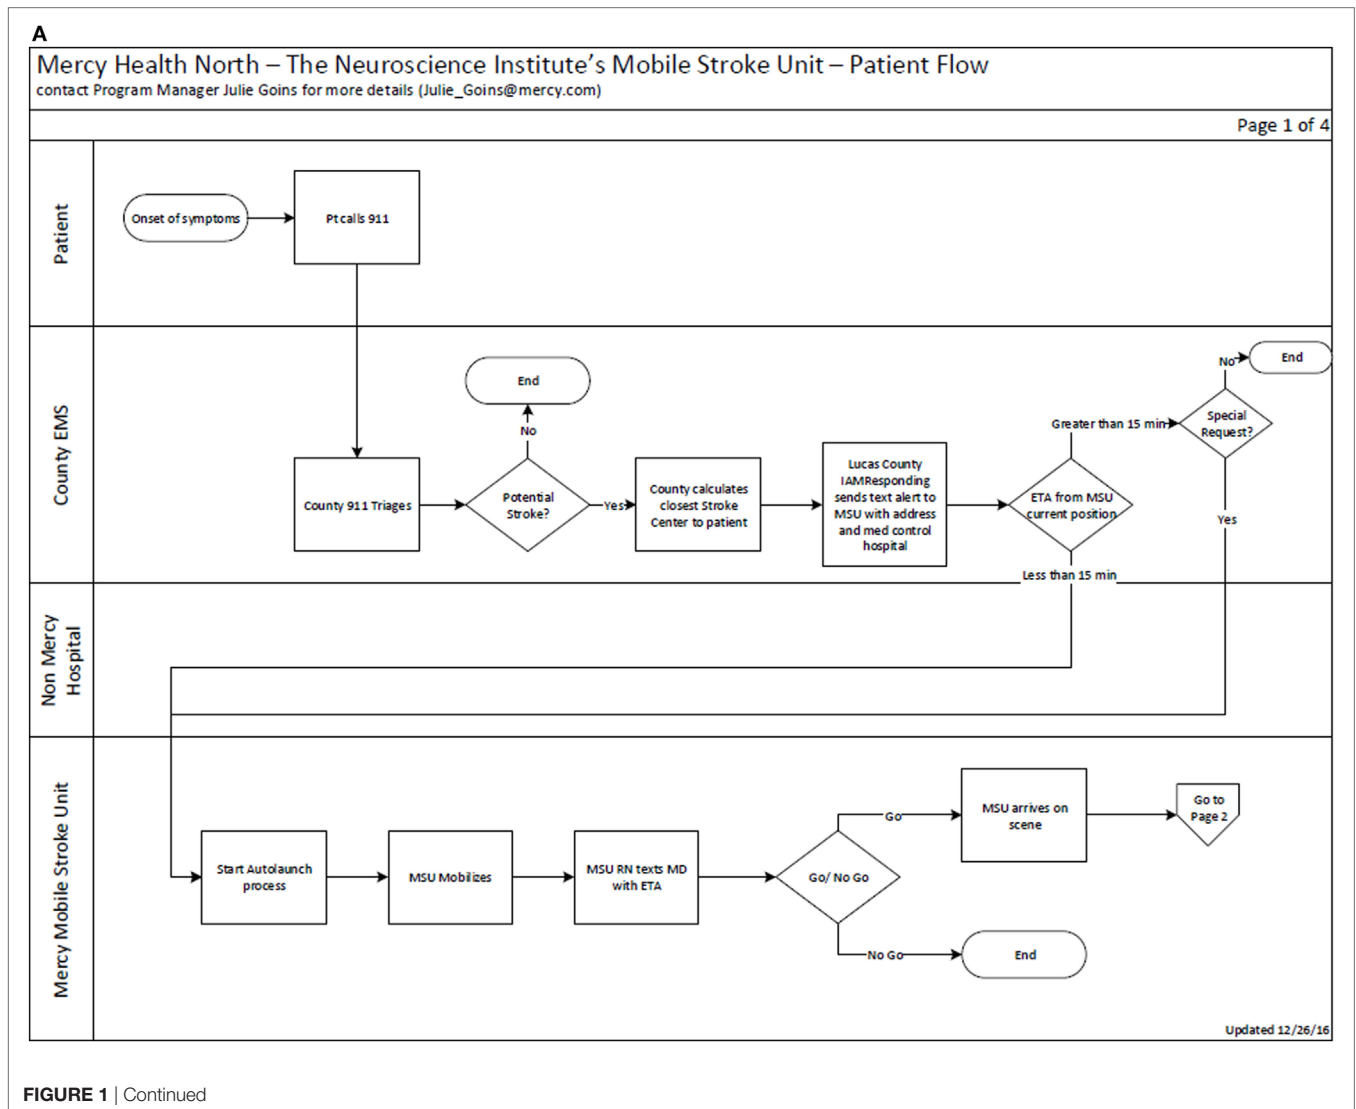 A
Mercy Health North – The Neuroscience Institute's Mobile Stroke Unit – Patient Flow
contact Program Manager Julie Goins for more details (Julie_Goins@mercy.com)
Page 1 of 4
Patient
Onset of symptoms
Pt calls 911
County EMS
County 911 Triages
Potential
Stroke?
No
End
Yes
County calculates
closest Stroke
Center to patient
Lucas County
IAMResponding
sends text alert to
MSU with address
and med control
hospital
ETA from MSU
current position
Greater than 15 min
Special
Request?
No
End
Yes
Less than 15 min
Non Mercy
Hospital
Mercy Mobile Stroke Unit
Start Autolaunch
process
MSU Mobilizes
MSU RN texts MD
with ETA
Go/ No Go
Go
MSU arrives on
scene
Go to
Page 2
No Go
End
Updated 12/26/16
FIGURE 1 | Continued